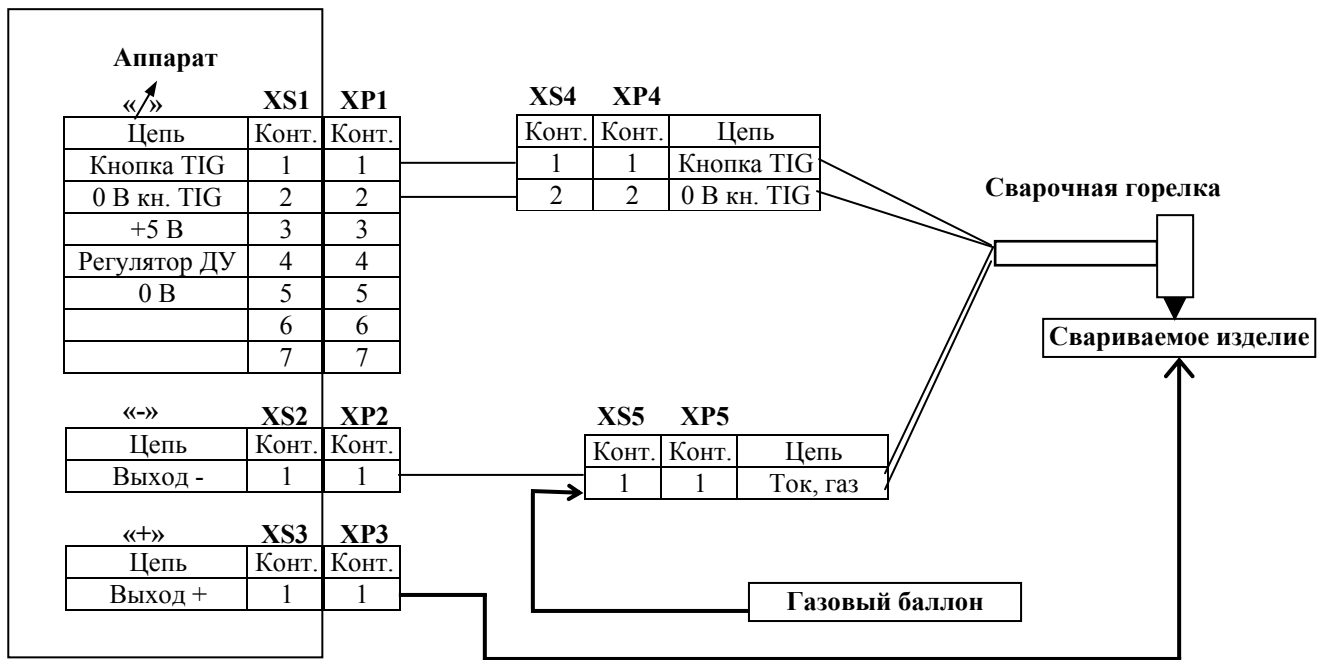 Аппарат
«/» XS1 XP1
Цепь Конт. Конт.
Кнопка TIG 1 1
0 В кн. TIG 2 2
+5 В 3 3
Регулятор ДУ 4 4
0 В 5 5
6 6
7 7
XS4 XP4
Конт. Конт. Цепь
1 1 Кнопка TIG
2 2 0 В кн. TIG
Сварочная горелка
Свариваемое изделие
«-» XS2 XP2
Цепь Конт. Конт.
Выход - 1 1
XS5 XP5
Конт. Конт. Цепь
1 1 Ток, газ
«+» XS3 XP3
Цепь Конт. Конт.
Выход + 1 1
Газовый баллон